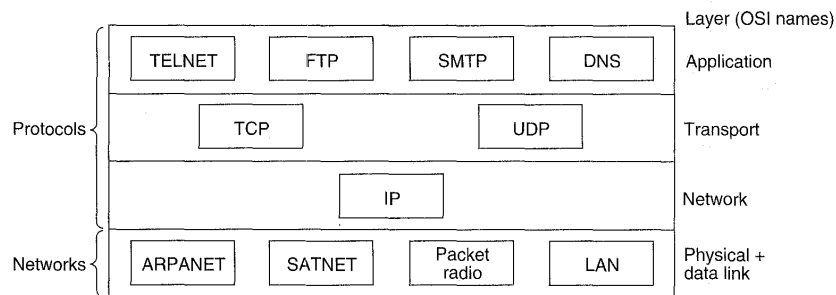 Layer (OSI names)
TELNET FTP SMTP DNS Application
Protocols
TCP UDP Transport
IP Network
Networks
ARPANET SATNET Packet radio LAN Physical + data link